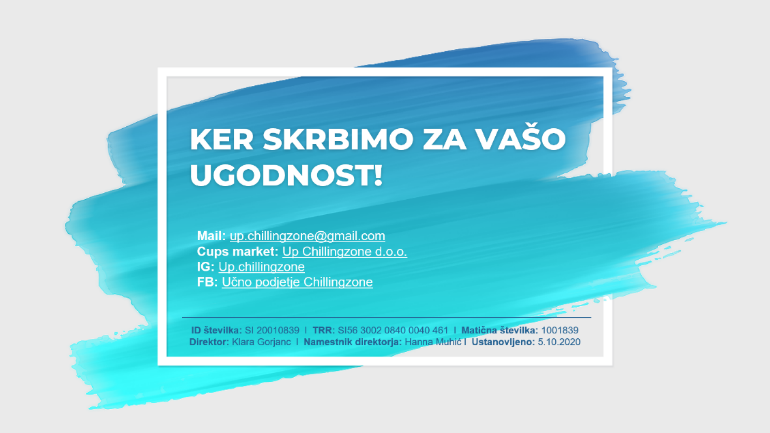 KER SKRBIMO ZA VAŠO
UGODNOST!
Mail: up.chillingzone@gmail.com
Cups market: Up Chillingzone d.o.o.
IG: Up.chillingzone
FB: Učno podjetje Chillingzone
ID številka: SI 20010839 I TRR: SI56 3002 0840 0040 461 I Matična številka: 1001839
Direktor: Klara Gorjanc I Namestnik direktorja: Hanna Muhić I Ustanovljeno: 5.10.2020